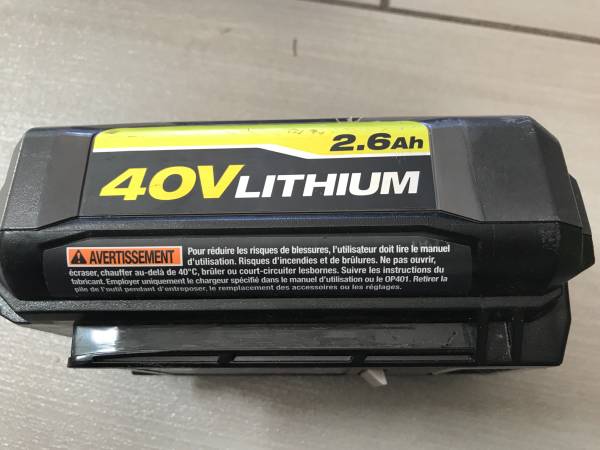 2.6Ah
40V LITHIUM
AVERTISSEMENT Pour réduire les risques de blessures, l'utilisateur doit lire le manuel
d'utilisation. Risques d'incendies et de brûlures. Ne pas ouvrir,
écraser, chauffer au-delà de 40°C, brûler ou court-circuiter lesbornes. Suivre les instructions du
fabricant. Employer uniquement le chargeur spécifié dans le manuel d'utilisation ou le OP401. Retirer la
pile de l'outil pendant d'entreposer, le remplacement des accessoires ou les réglages.